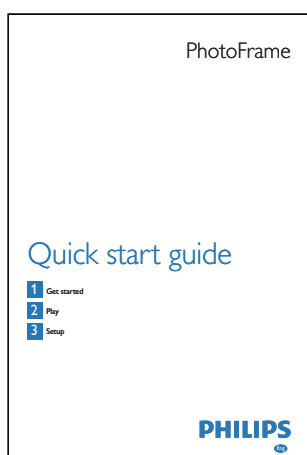 PhotoFrame
Quick start guide
1 Get started
2 Play
3 Setup
PHILIPS
Eng